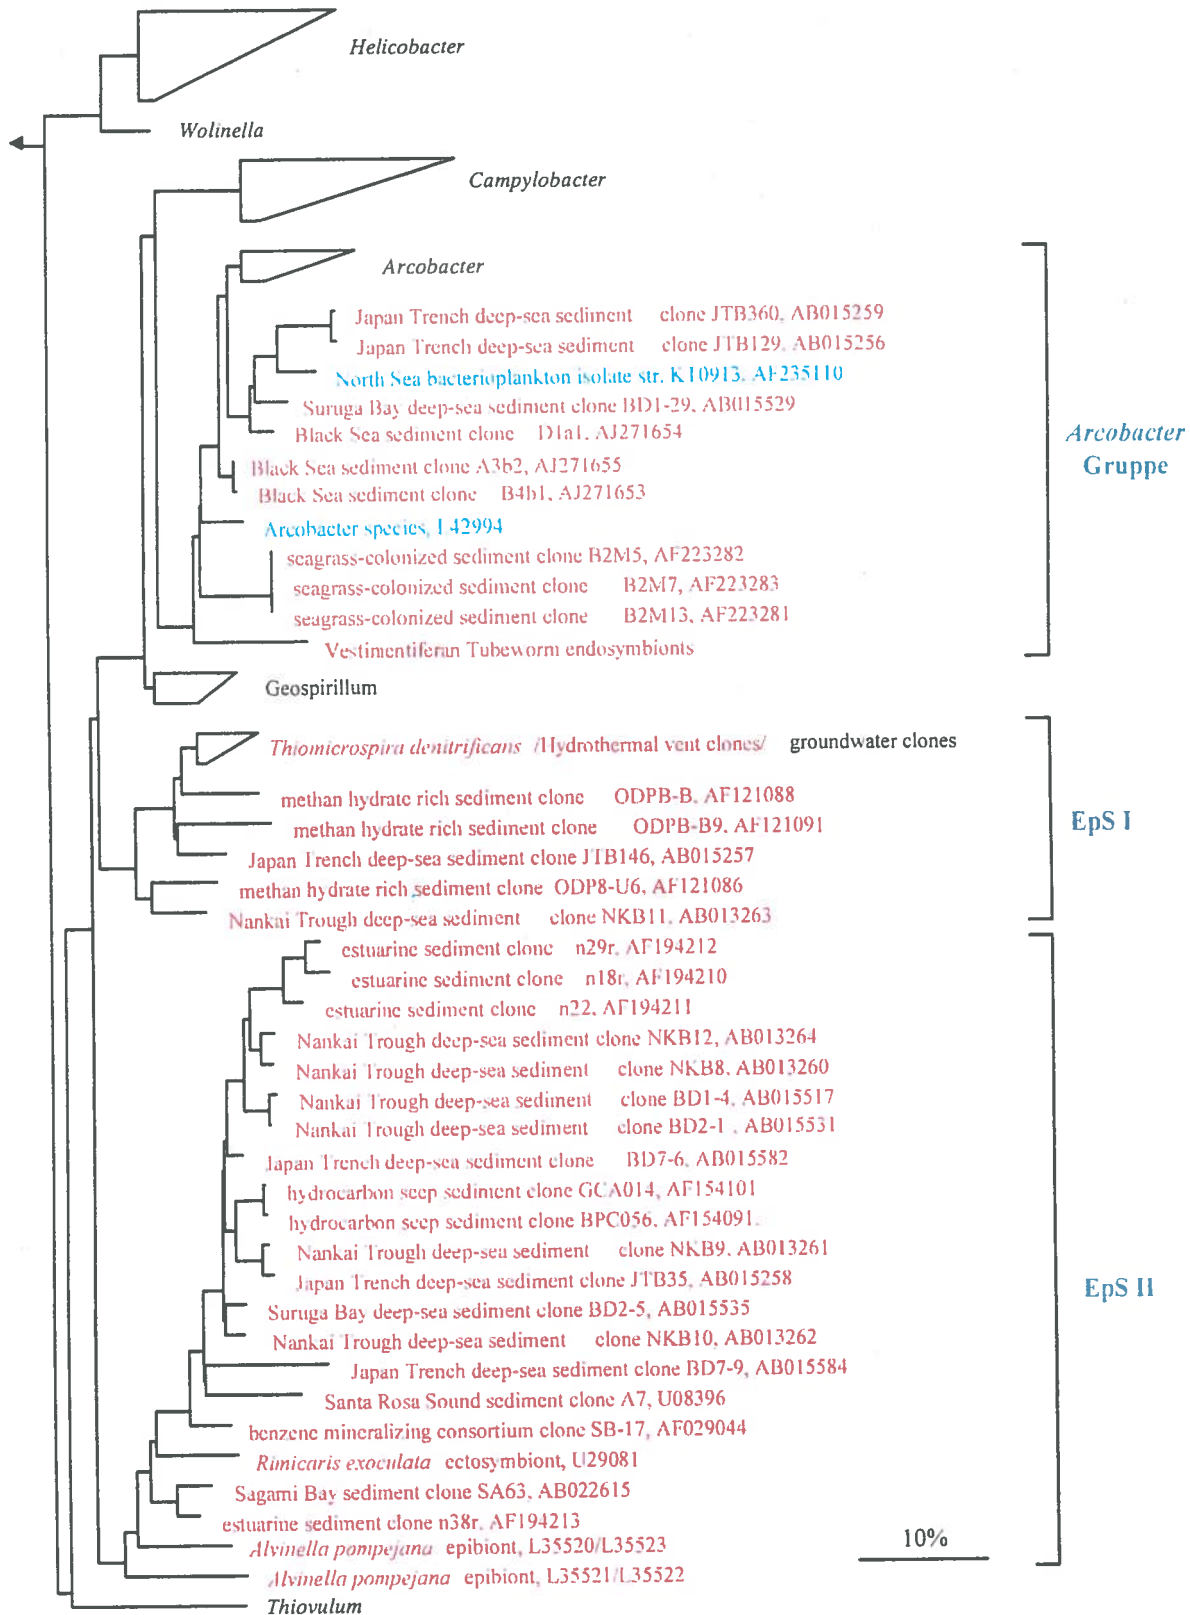 Helicobacter
Wolinella
Campylobacter
Arcobacter
Japan Trench deep-sea sediment clone JTB360, AB015259
Japan Trench deep-sea sediment clone JTB129, AB015256
North Sea bacterioplankton isolate str. K10913, AF235110
Suruga Bay deep-sea sediment clone BD1-29, AB015529
Black Sea sediment clone D1a1, AJ271654
Black Sea sediment clone A3b2, AJ271655
Black Sea sediment clone B4b1, AJ271653
Arcobacter species, L42994
seagrass-colonized sediment clone B2M5, AF223282
seagrass-colonized sediment clone B2M7, AF223283
seagrass-colonized sediment clone B2M13, AF223281
Vestimentiferan Tubeworm endosymbionts
Arcobacter
Gruppe
Geospirillum
Thiomicrospira denitrificans /Hydrothermal vent clones/ groundwater clones
methan hydrate rich sediment clone ODPB-B, AF121088
methan hydrate rich sediment clone ODPB-B9, AF121091
Japan Trench deep-sea sediment clone JTB146, AB015257
methan hydrate rich sediment clone ODP8-U6, AF121086
Nankai Trough deep-sea sediment clone NKB11, AB013263
EpS I
estuarine sediment clone n29r, AF194212
estuarine sediment clone n18r, AF194210
estuarine sediment clone n22, AF194211
Nankai Trough deep-sea sediment clone NKB12, AB013264
Nankai Trough deep-sea sediment clone NKB8, AB013260
Nankai Trough deep-sea sediment clone BD1-4, AB015517
Nankai Trough deep-sea sediment clone BD2-1 , AB015531
Japan Trench deep-sea sediment clone BD7-6, AB015582
hydrocarbon seep sediment clone GCA014, AF154101
hydrocarbon seep sediment clone BPC056, AF154091.
Nankai Trough deep-sea sediment clone NKB9, AB013261
Japan Trench deep-sea sediment clone JTB35, AB015258
Suruga Bay deep-sea sediment clone BD2-5, AB015535
Nankai Trough deep-sea sediment clone NKB10, AB013262
Japan Trench deep-sea sediment clone BD7-9, AB015584
Santa Rosa Sound sediment clone A7, U08396
benzene mineralizing consortium clone SB-17, AF029044
Rimicaris exoculata ectosymbiont, U29081
Sagami Bay sediment clone SA63, AB022615
estuarine sediment clone n38r, AF194213
Alvinella pompejana epibiont, L35520/L35523
Alvinella pompejana epibiont, L35521/L35522
EpS II
10%
Thiovulum